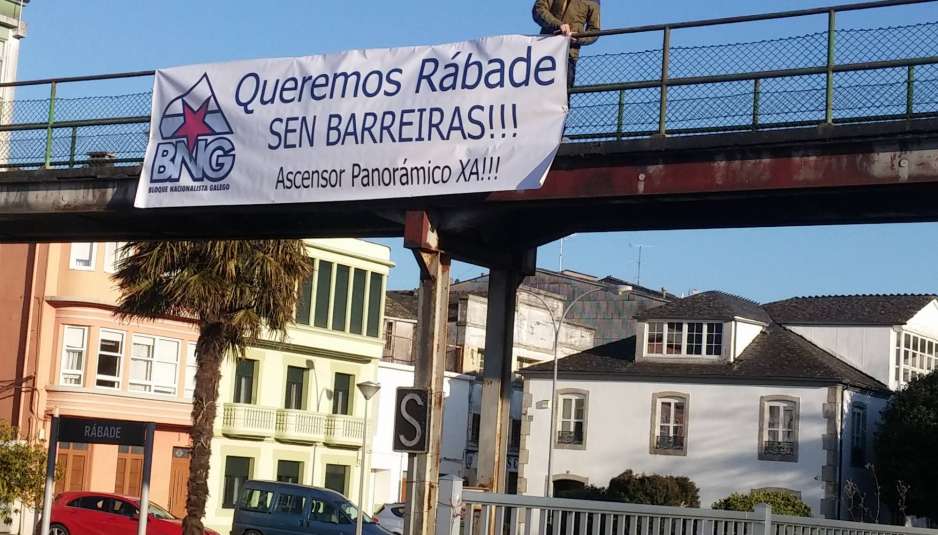 Queremos Rábade
SEN BARREIRAS!!!
Ascensor Panorámico XA!!!
BNG
BLOQUE NACIONALISTA GALEGO
S
RÁBADE